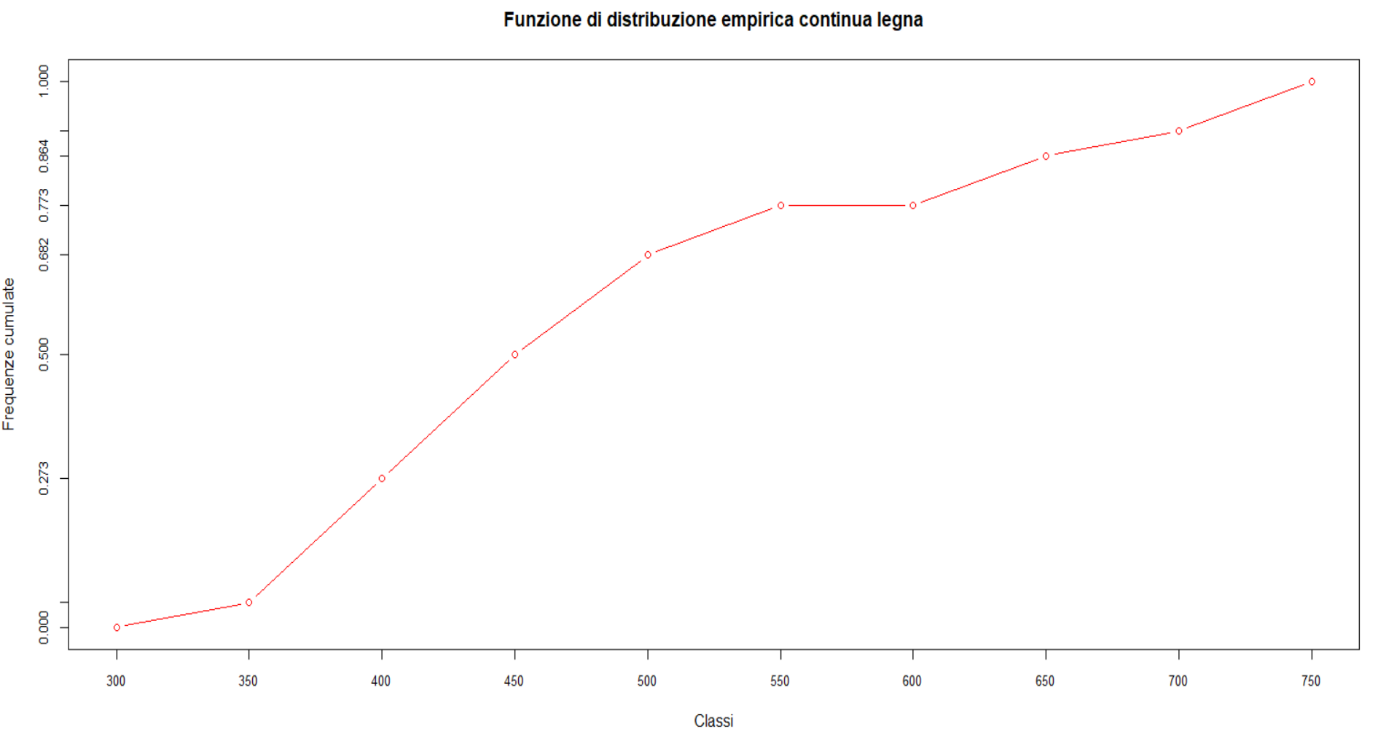 Funzione di distribuzione empirica continua legna
Frequenze cumulate
1.000
0.864
0.773
0.682
0.500
0.273
0.000
300 350 400 450 500 550 600 650 700 750
Classi